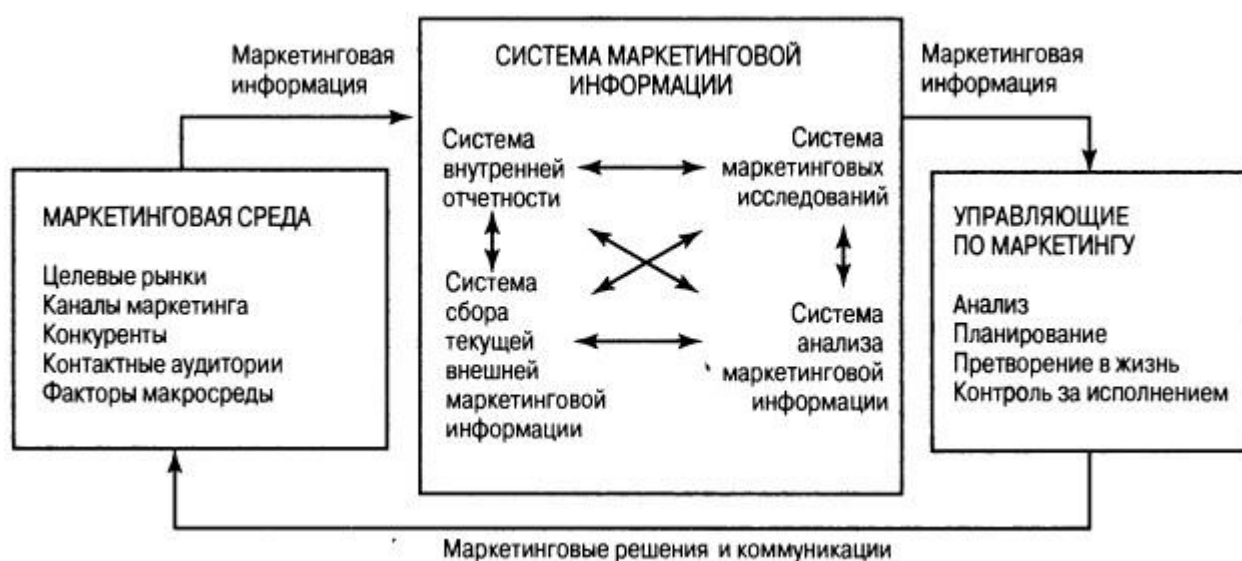 Маркетинговая
информация
СИСТЕМА МАРКЕТИНГОВОЙ
ИНФОРМАЦИИ
Маркетинговая
информация
Система
внутренней
отчетности
Система
маркетинговых
исследований
МАРКЕТИНГОВАЯ СРЕДА
Целевые рынки
Каналы маркетинга
Конкуренты
Контактные аудитории
Факторы макросреды
Система
сбора
текущей
внешней
маркетинговой
информации
Система
анализа
маркетинговой
информации
УПРАВЛЯЮЩИЕ
ПО МАРКЕТИНГУ
Анализ
Планирование
Претворение в жизнь
Контроль за исполнением
Маркетинговые решения и коммуникации